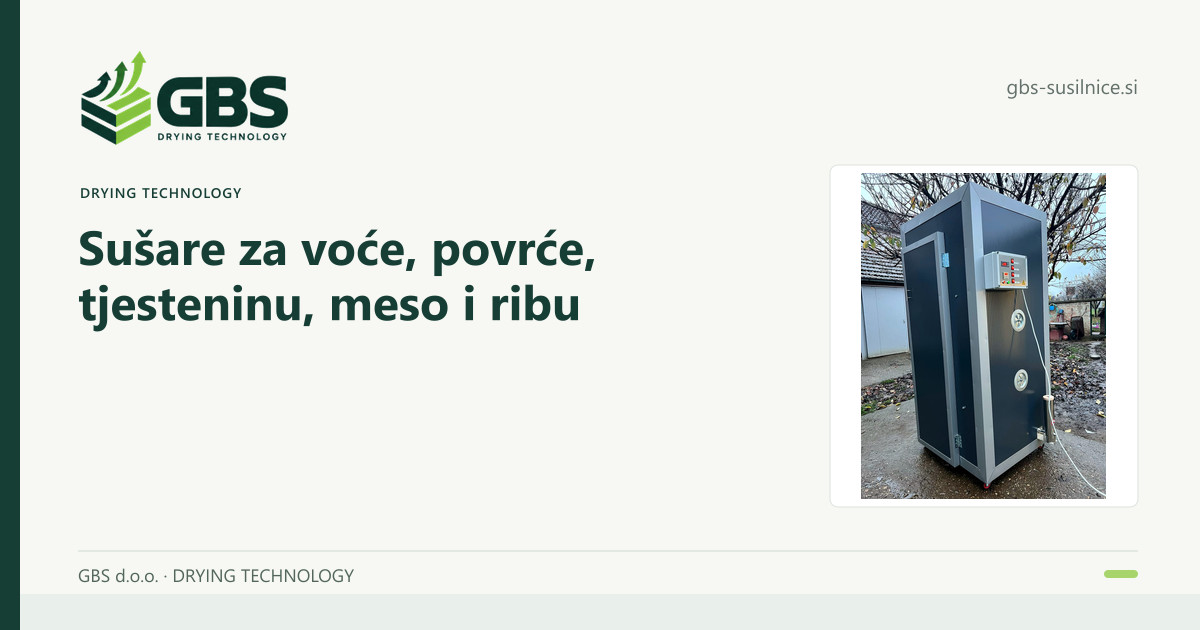 GBS
DRYING TECHNOLOGY
gbs-susilnice.si
DRYING TECHNOLOGY
Sušare za voće, povrće,
tjesteninu, meso i ribu
GBS d.o.o. · DRYING TECHNOLOGY